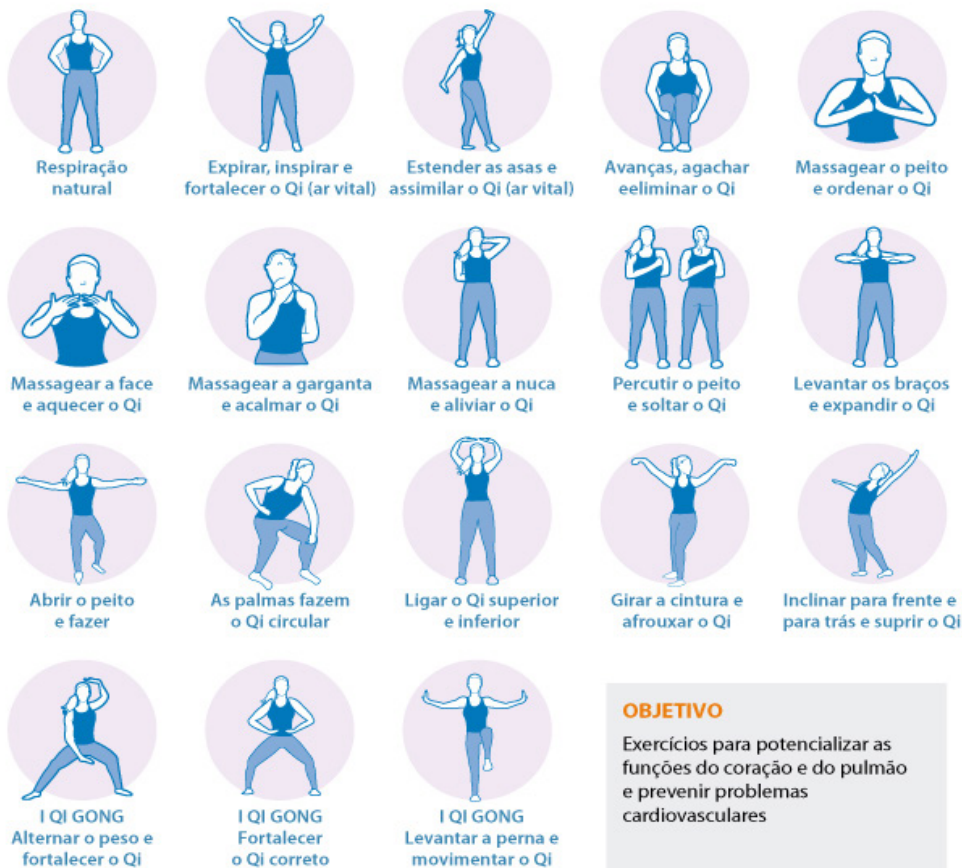 Respiração
natural
Expirar, inspirar e
fortalecer o Qi (ar vital)
Estender as asas e
assimilar o Qi (ar vital)
Avanças, agachar
eeliminar o Qi
Massagear o peito
e ordenar o Qi
Massagear a face
e aquecer o Qi
Massagear a garganta
e acalmar o Qi
Massagear a nuca
e aliviar o Qi
Percutir o peito
e soltar o Qi
Levantar os braços
e expandir o Qi
Abrir o peito
e fazer
As palmas fazem
o Qi circular
Ligar o Qi superior
e inferior
Girar a cintura e
afrouxar o Qi
Inclinar para frente e
para trás e suprir o Qi
I QI GONG
Alternar o peso e
fortalecer o Qi
I QI GONG
Fortalecer
o Qi correto
I QI GONG
Levantar a perna e
movimentar o Qi
OBJETIVO
Exercícios para potencializar as
funções do coração e do pulmão
e prevenir problemas
cardiovasculares